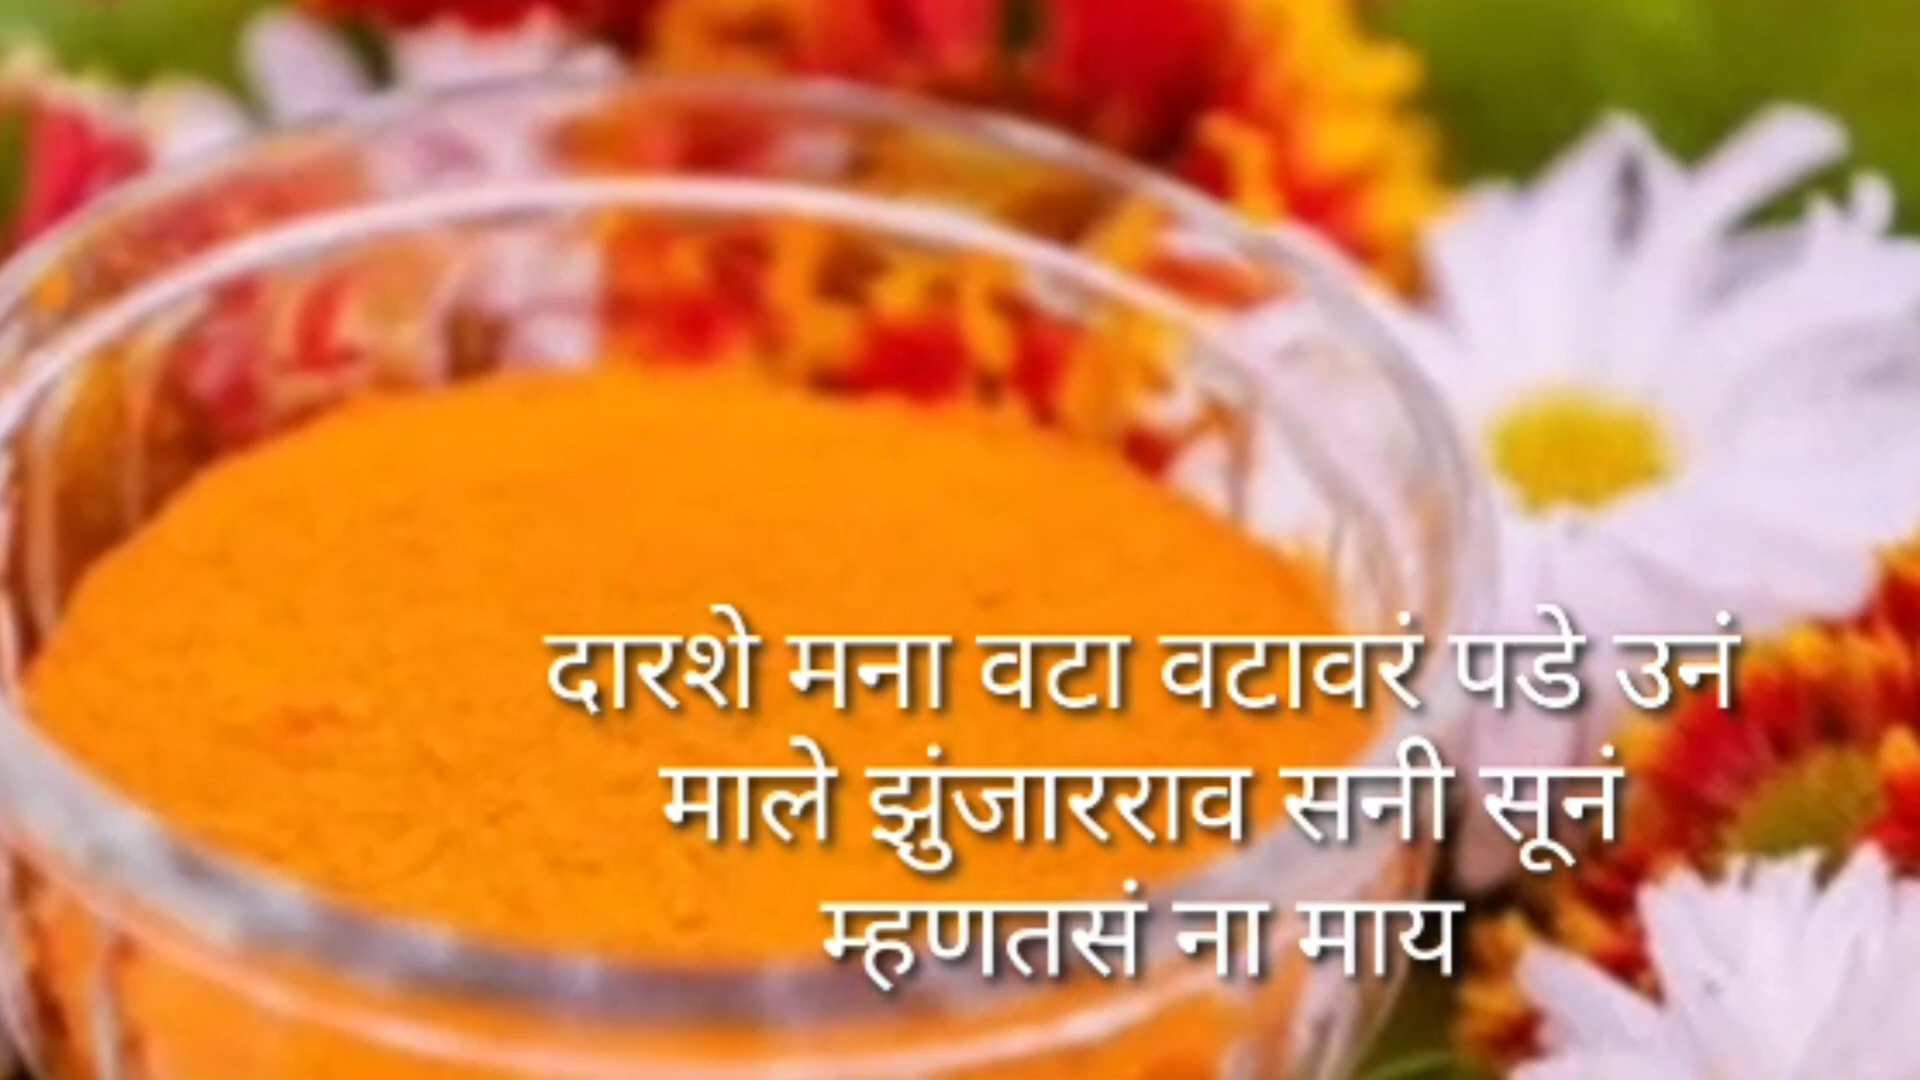 दारशे मना वटा वटावरं पडे उनं
माले झुंजारराव सनी सूनं
म्हणतसं ना माय